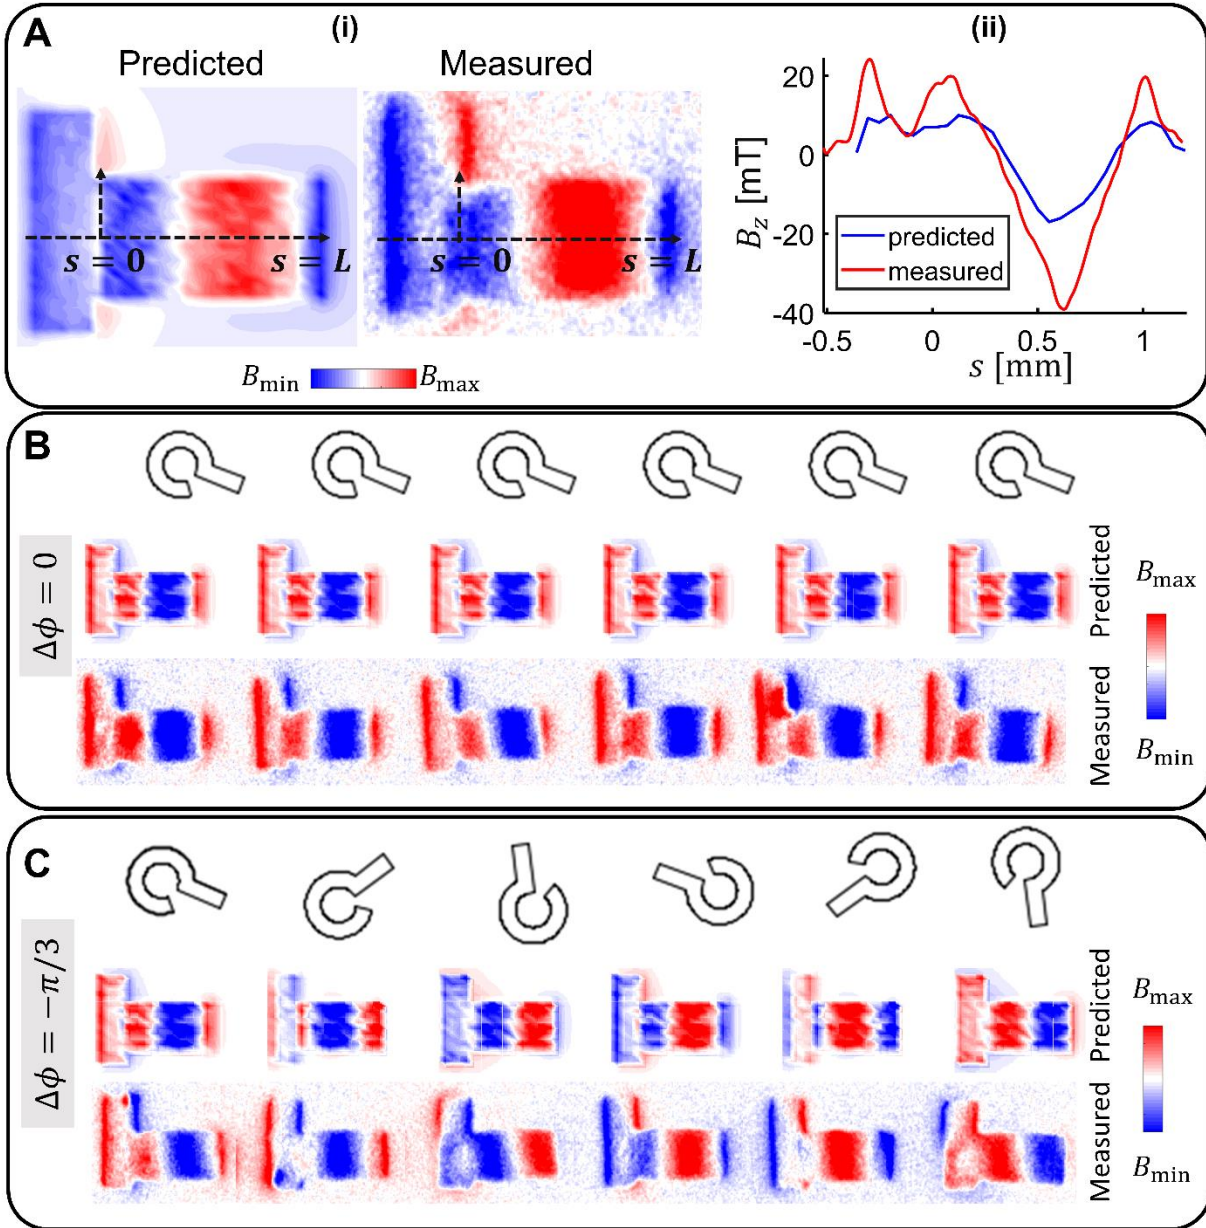 A
(i)
(ii)
Predicted
Measured
s = 0
s = L
s = 0
s = L
B_min
B_max
B_z [mT]
20
0
-20
-40
predicted
measured
-0.5
0
0.5
1
s [mm]
B
Δϕ = 0
Predicted
Measured
B_max
B_min
C
Δϕ = −π/3
Predicted
Measured
B_max
B_min